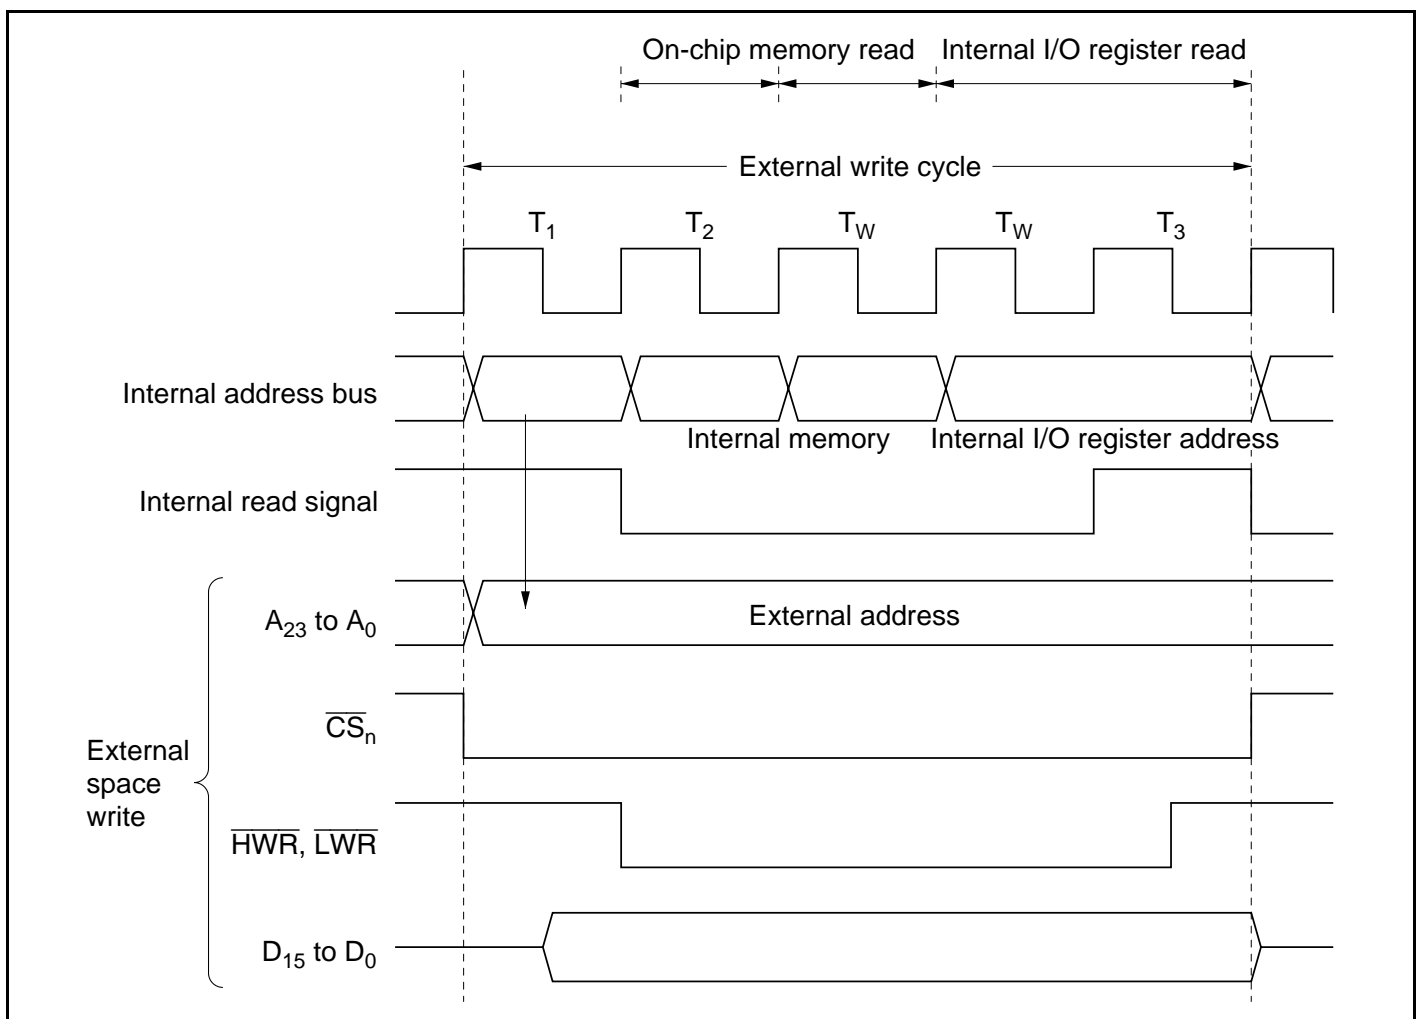 On-chip memory read Internal I/O register read
External write cycle
T1 T2 TW TW T3
Internal address bus
Internal memory Internal I/O register address
Internal read signal
A23 to A0 External address
CSn
External
space
write
HWR, LWR
D15 to D0